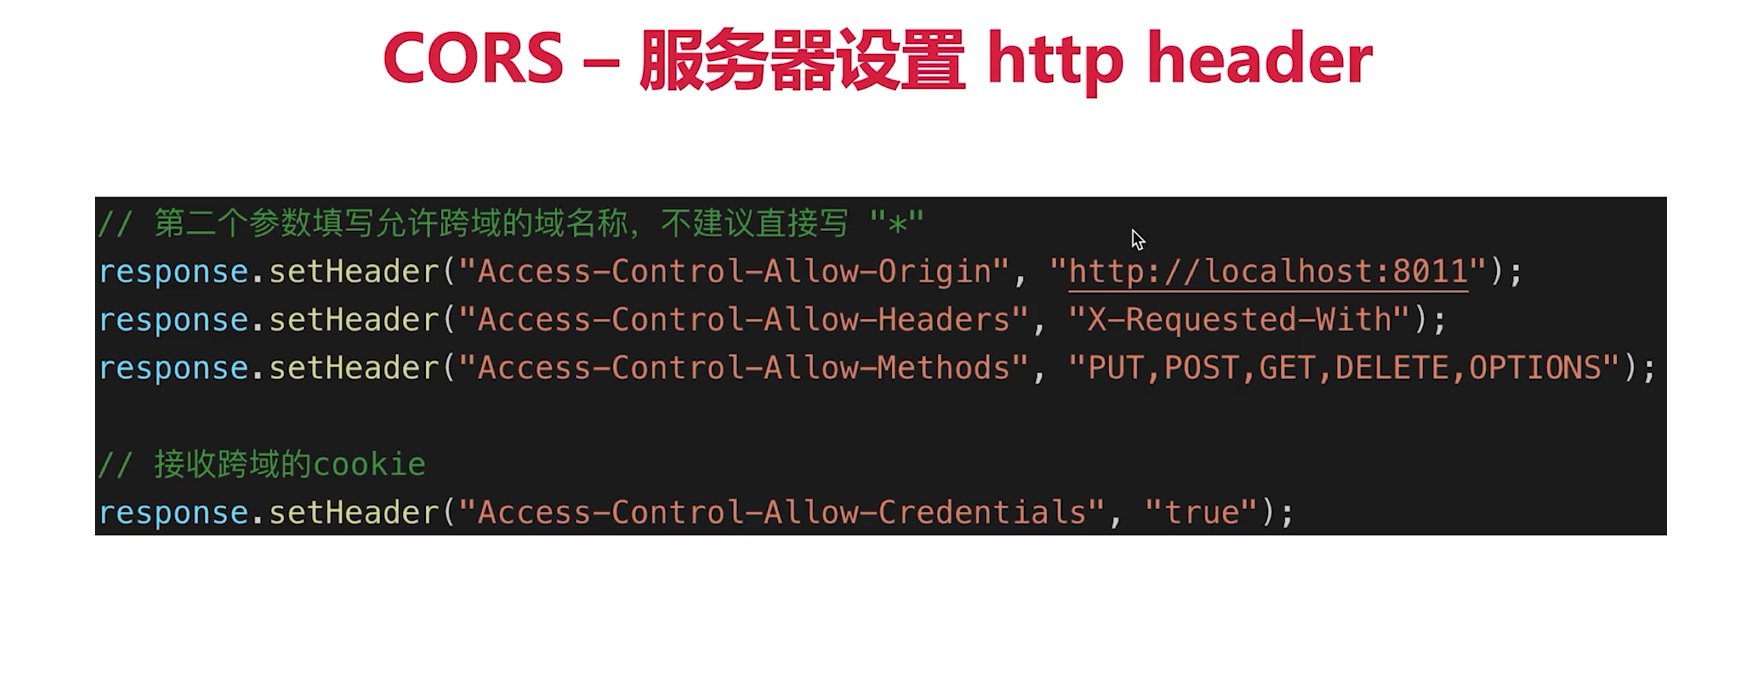 CORS – 服务器设置 http header
// 第二个参数填写允许跨域的域名称，不建议直接写 "*"
response.setHeader("Access-Control-Allow-Origin", "http://localhost:8011");
response.setHeader("Access-Control-Allow-Headers", "X-Requested-With");
response.setHeader("Access-Control-Allow-Methods", "PUT,POST,GET,DELETE,OPTIONS");
// 接收跨域的cookie
response.setHeader("Access-Control-Allow-Credentials", "true");